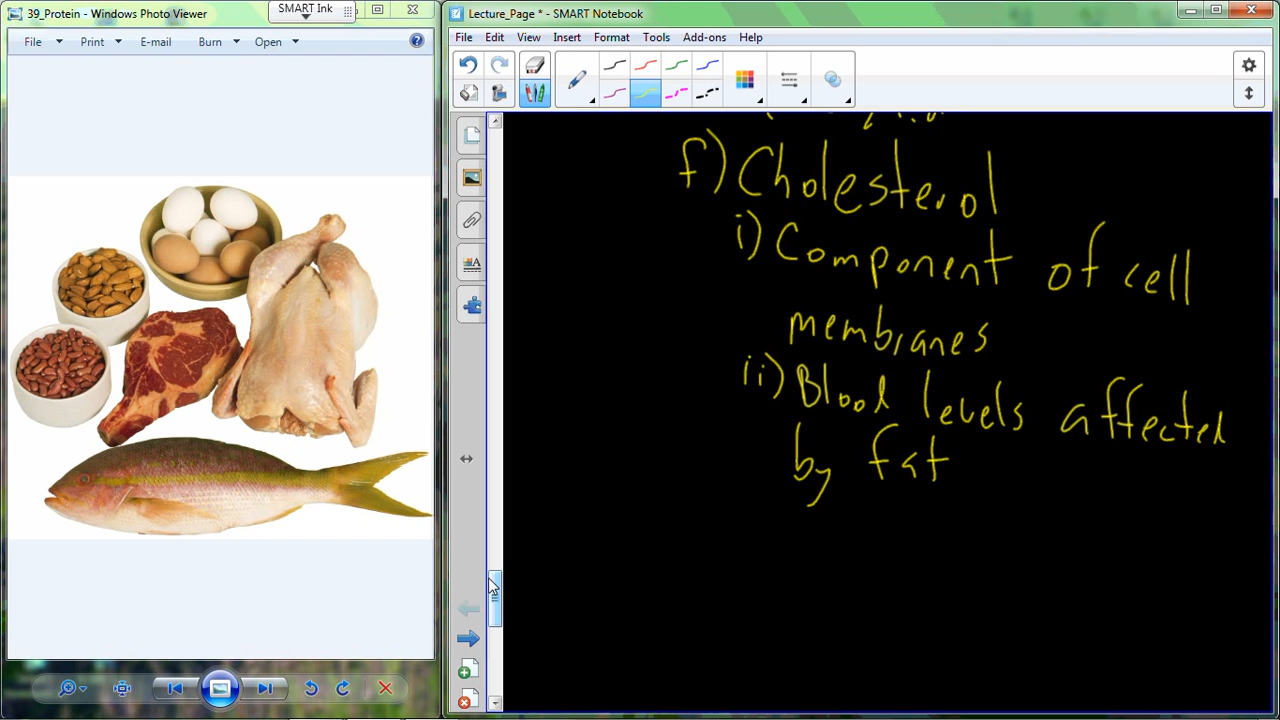 39_Protein - Windows Photo Viewer
SMART Ink
File Print E-mail Burn Open
Lecture_Page * - SMART Notebook
File Edit View Insert Format Tools Add-ons Help
f) Cholesterol
i) Component of cell
membranes
ii) Blood levels affected
by fat